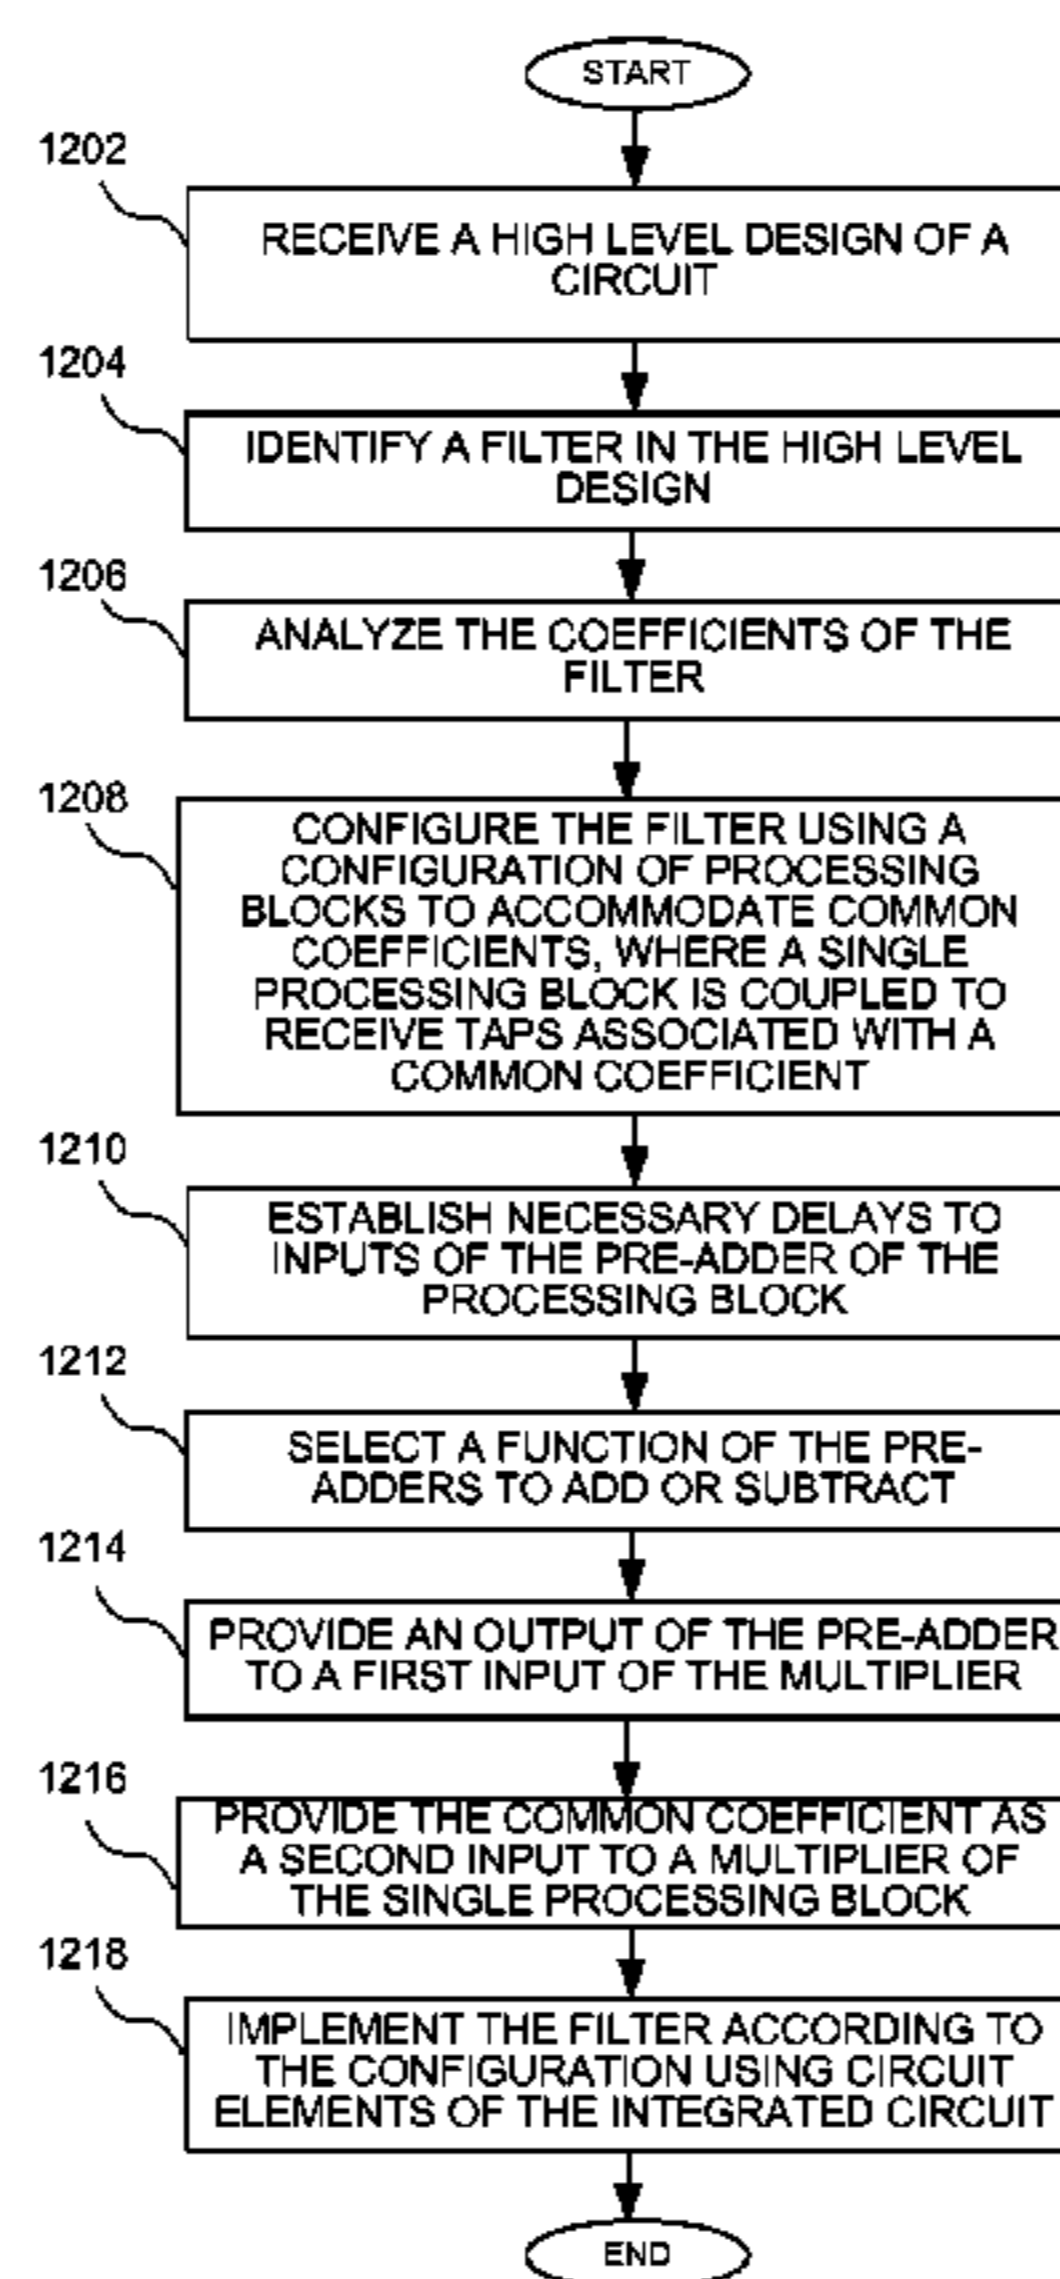 START
1202
RECEIVE A HIGH LEVEL DESIGN OF A
CIRCUIT
1204
IDENTIFY A FILTER IN THE HIGH LEVEL
DESIGN
1206
ANALYZE THE COEFFICIENTS OF THE
FILTER
1208
CONFIGURE THE FILTER USING A
CONFIGURATION OF PROCESSING
BLOCKS TO ACCOMMODATE COMMON
COEFFICIENTS, WHERE A SINGLE
PROCESSING BLOCK IS COUPLED TO
RECEIVE TAPS ASSOCIATED WITH A
COMMON COEFFICIENT
1210
ESTABLISH NECESSARY DELAYS TO
INPUTS OF THE PRE-ADDER OF THE
PROCESSING BLOCK
1212
SELECT A FUNCTION OF THE PRE-
ADDERS TO ADD OR SUBTRACT
1214
PROVIDE AN OUTPUT OF THE PRE-ADDER
TO A FIRST INPUT OF THE MULTIPLIER
1216
PROVIDE THE COMMON COEFFICIENT AS
A SECOND INPUT TO A MULTIPLIER OF
THE SINGLE PROCESSING BLOCK
1218
IMPLEMENT THE FILTER ACCORDING TO
THE CONFIGURATION USING CIRCUIT
ELEMENTS OF THE INTEGRATED CIRCUIT
END